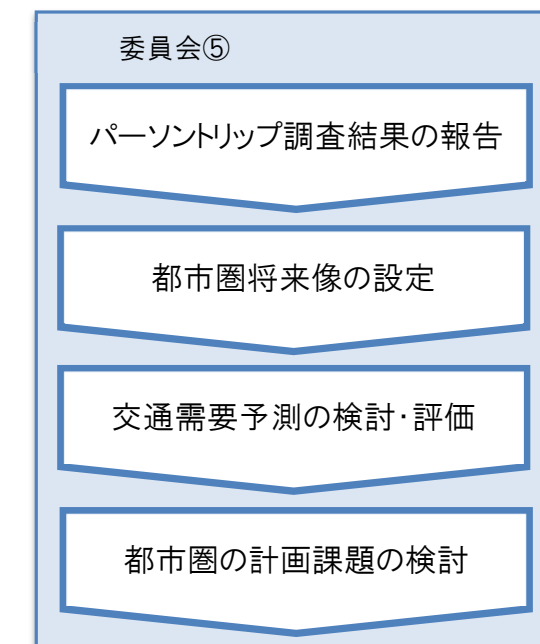 委員会⑤
パーソントリップ調査結果の報告
都市圏将来像の設定
交通需要予測の検討・評価
都市圏の計画課題の検討